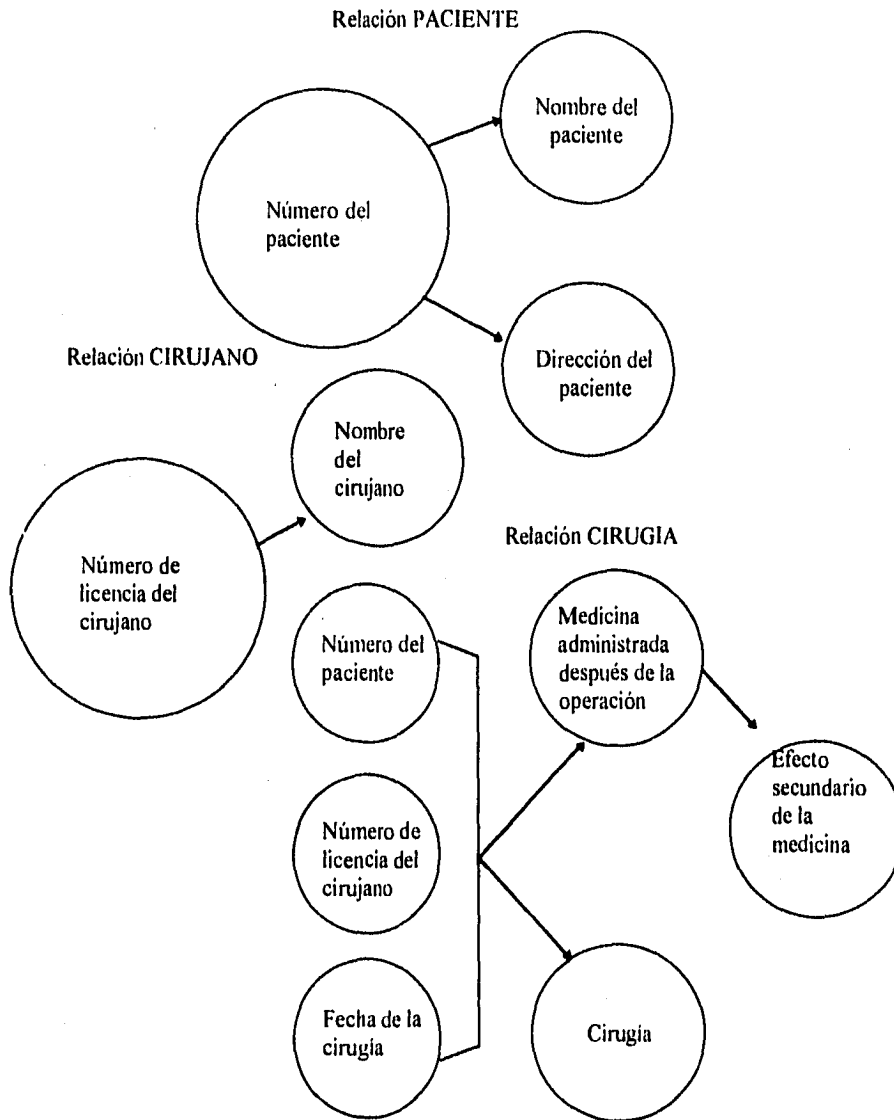 Relación PACIENTE
Nombre del
paciente
Número del
paciente
Dirección del
paciente
Relación CIRUJANO
Nombre
del
cirujano
Número de
licencia del
cirujano
Relación CIRUGIA
Número del
paciente
Medicina
administrada
después de la
operación
Efecto
secundario
de la
medicina
Número de
licencia del
cirujano
Fecha de la
cirugía
Cirugía